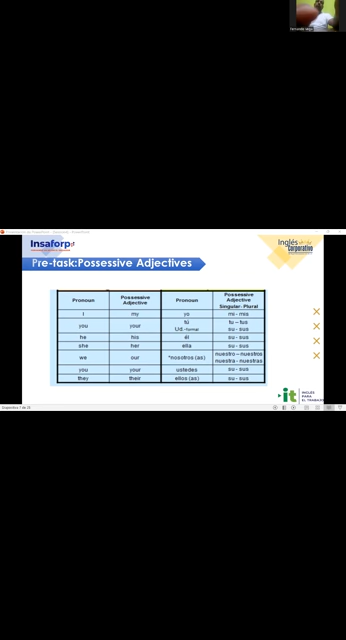 Insaforp
Inglés
Corporativo
Pre-task:Possessive Adjectives
Pronoun
Possessive Adjective
Pronoun
Possessive Adjective Singular - Plural
I my yo mi - mis
you your tú tu – tus
Ud.-formal su - sus
he his él su - sus
she her ella su - sus
we our *nosotros (as) nuestro – nuestros
nuestra - nuestras
you your ustedes su - sus
they their ellos (as) su - sus
it
INGLÉS
PARA
EL TRABAJO